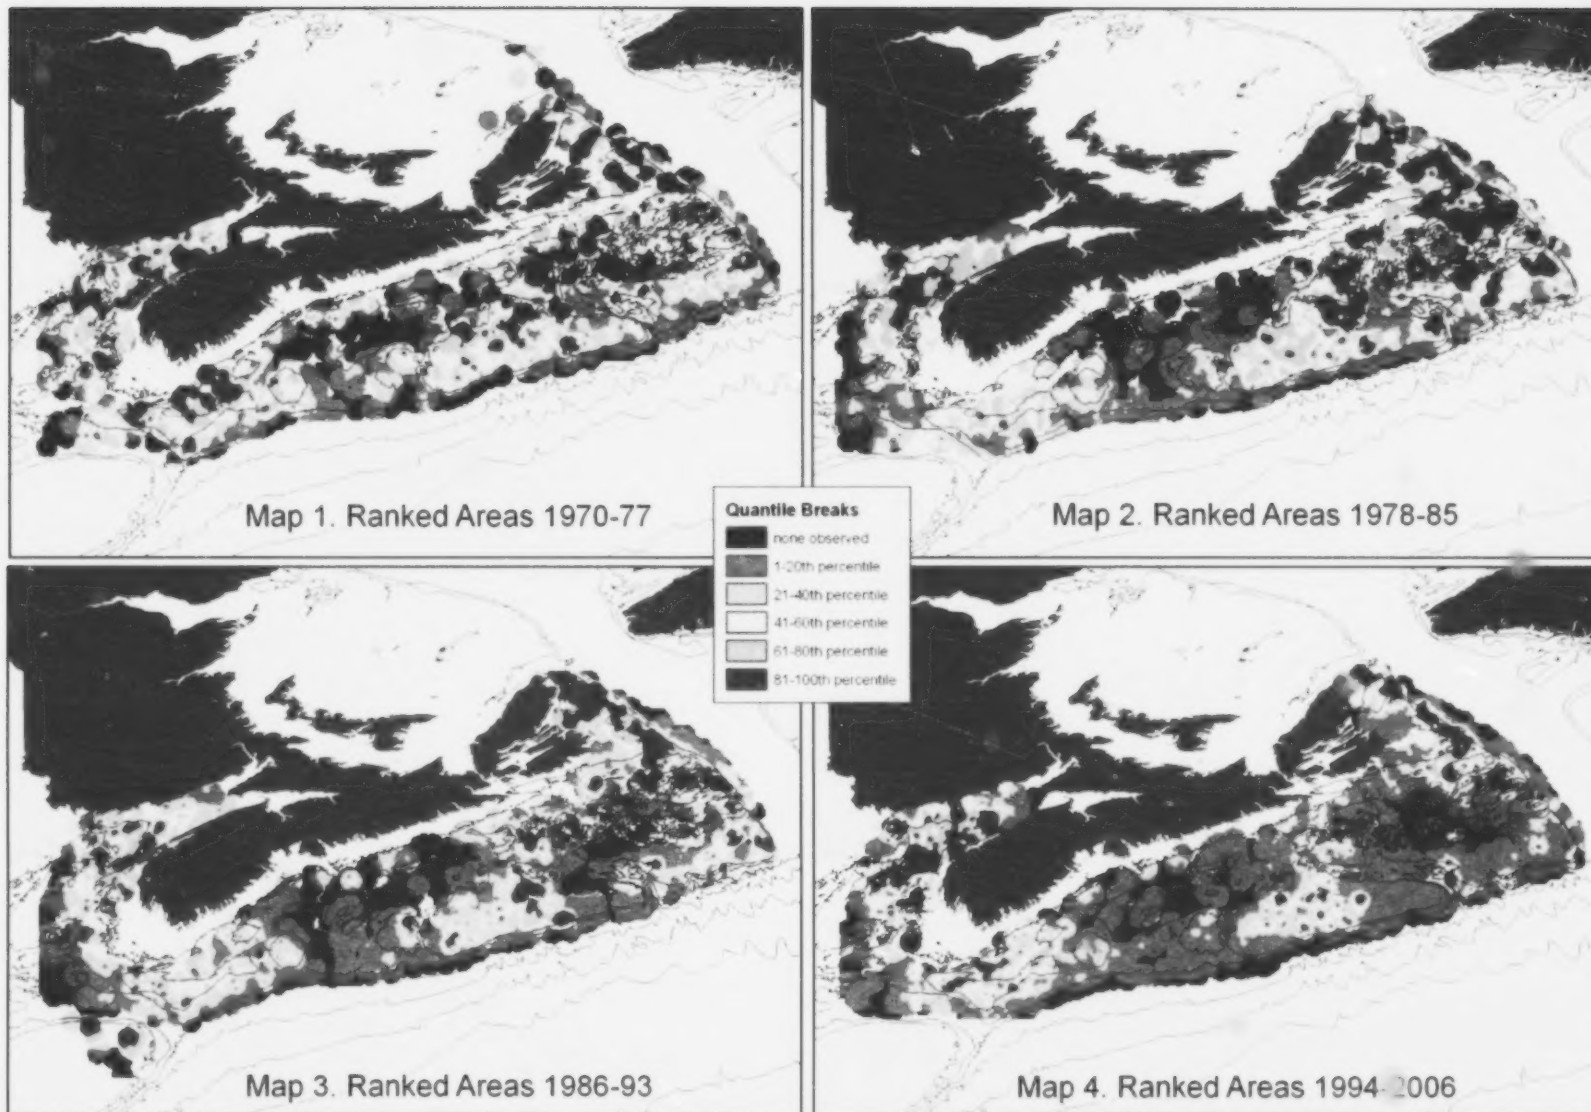 Map 1. Ranked Areas 1970-77
Map 2. Ranked Areas 1978-85
Quantile Breaks
none observed
1-20th percentile
21-40th percentile
41-60th percentile
61-80th percentile
81-100th percentile
Map 3. Ranked Areas 1986-93
Map 4. Ranked Areas 1994-2006